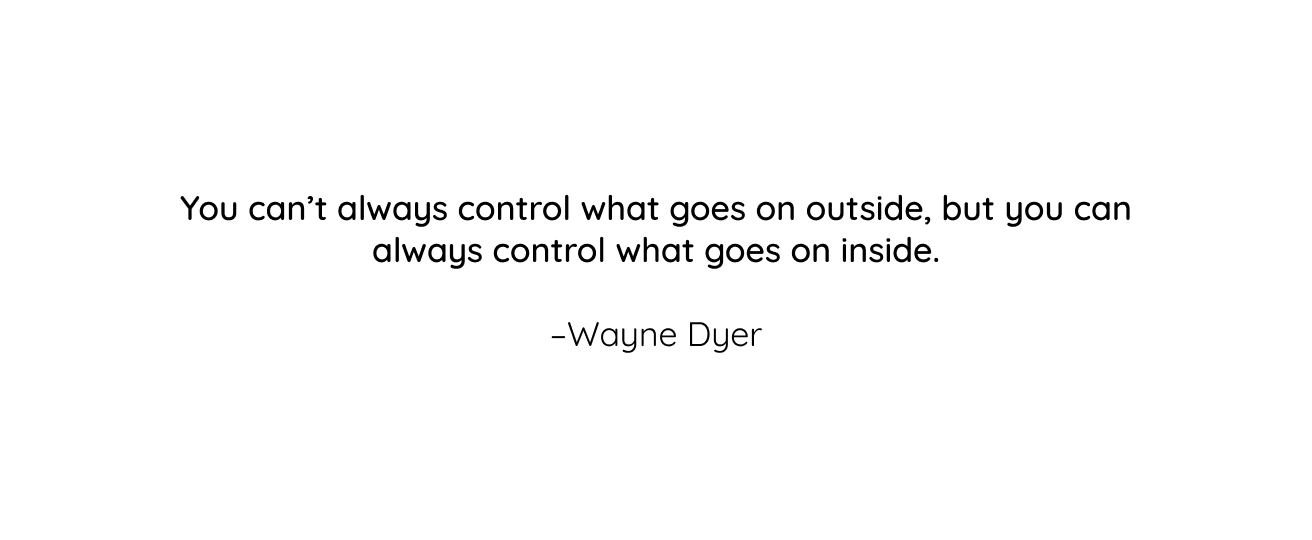 You can’t always control what goes on outside, but you can
always control what goes on inside.
–Wayne Dyer